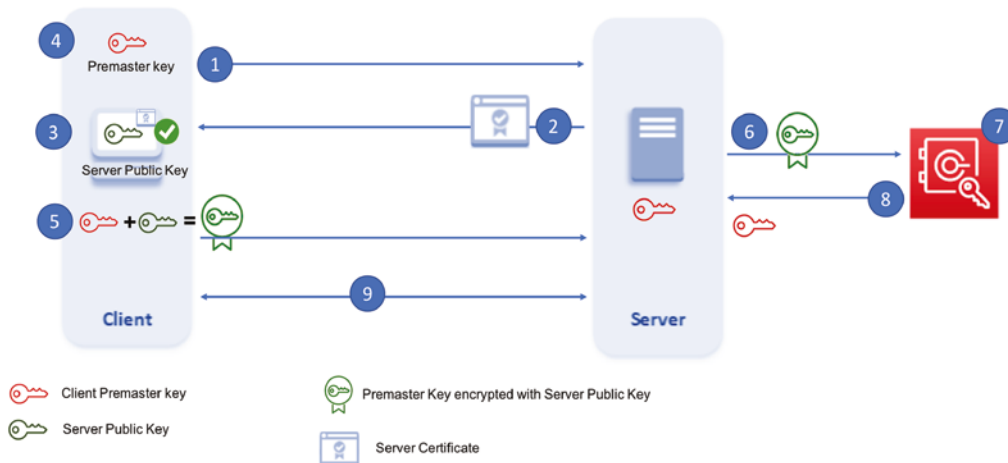 4
Premaster key
1
3
Server Public Key
2
6
7
5
+ =
8
9
Client
Server
Client Premaster key
Premaster Key encrypted with Server Public Key
Server Public Key
Server Certificate